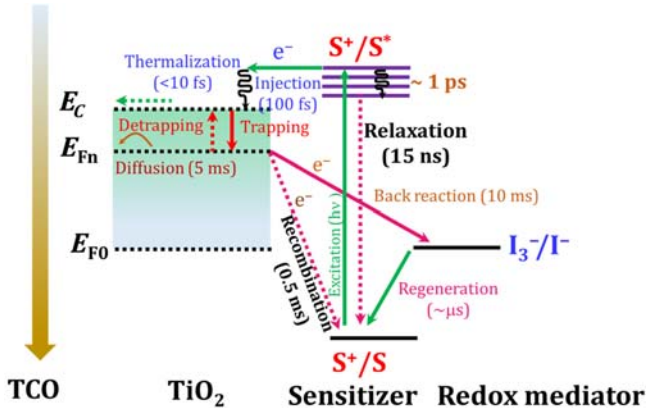 S⁺/S*
e⁻
Thermalization
(<10 fs)
Injection
(100 fs)
~ 1 ps
E_C
Detrapping
Trapping
Relaxation
(15 ns)
E_Fn
Diffusion (5 ms)
e⁻
e⁻
Back reaction (10 ms)
Excitation (hν)
Recombination
(0.5 ms)
E_F0
I₃⁻/I⁻
Regeneration
(~μs)
S⁺/S
TCO
TiO₂
Sensitizer
Redox mediator